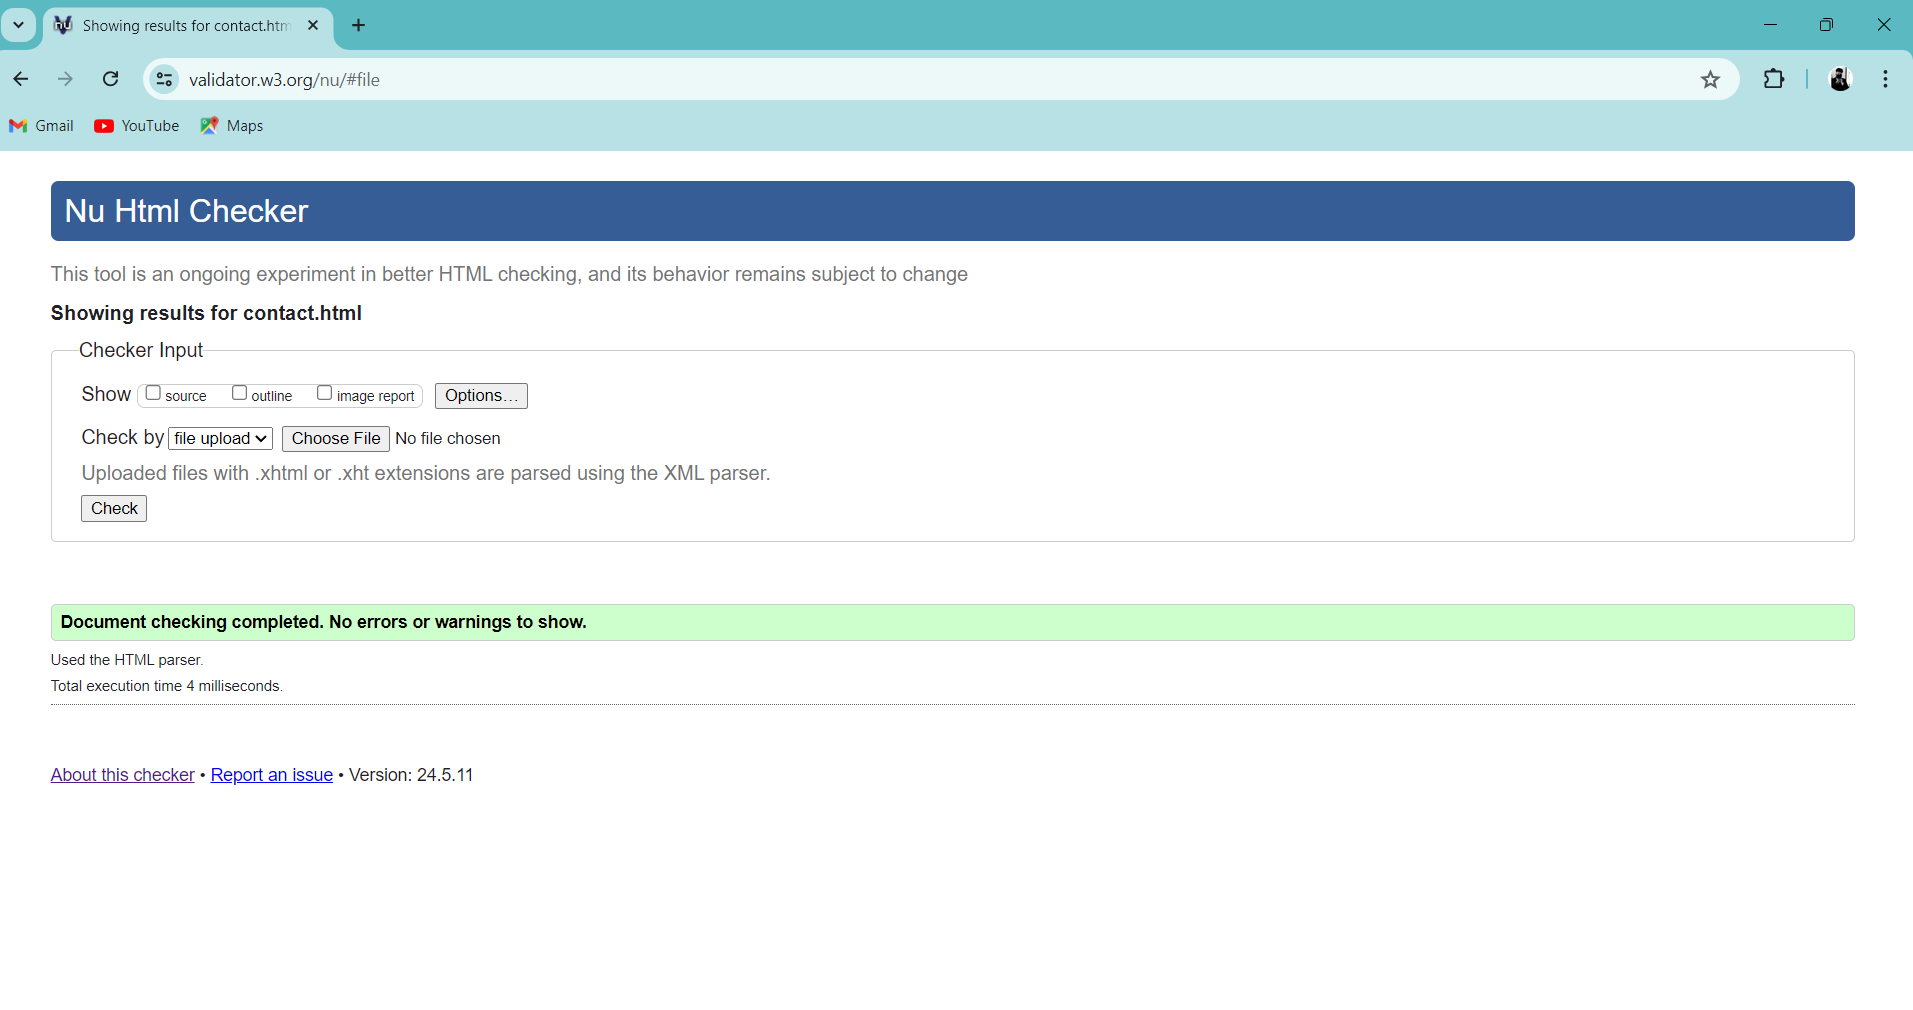 Showing results for contact.htm
validator.w3.org/nu/#file
Gmail YouTube Maps
Nu Html Checker
This tool is an ongoing experiment in better HTML checking, and its behavior remains subject to change
Showing results for contact.html
Checker Input
Show source outline image report Options…
Check by file upload Choose File No file chosen
Uploaded files with .xhtml or .xht extensions are parsed using the XML parser.
Check
Document checking completed. No errors or warnings to show.
Used the HTML parser.
Total execution time 4 milliseconds.
About this checker • Report an issue • Version: 24.5.11